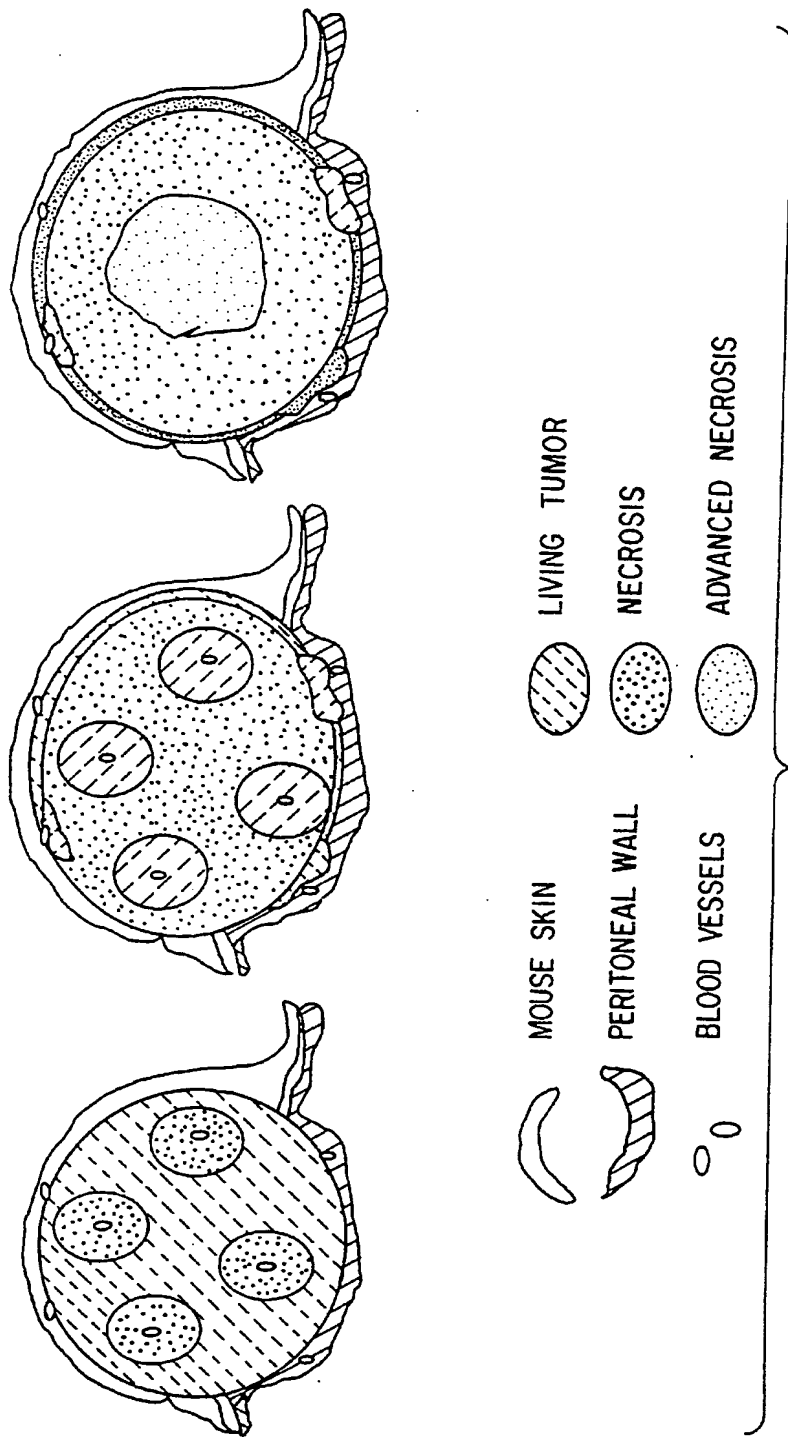 MOUSE SKIN
PERITONEAL WALL
BLOOD VESSELS
LIVING TUMOR
NECROSIS
ADVANCED NECROSIS